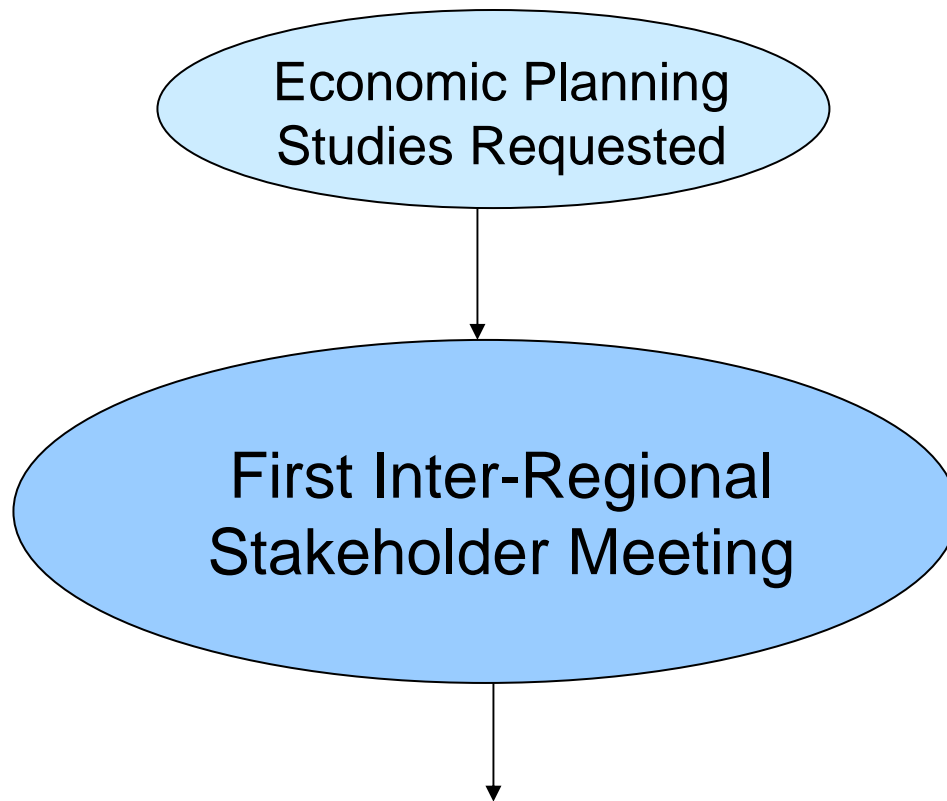 Economic Planning
Studies Requested
First Inter-Regional
Stakeholder Meeting